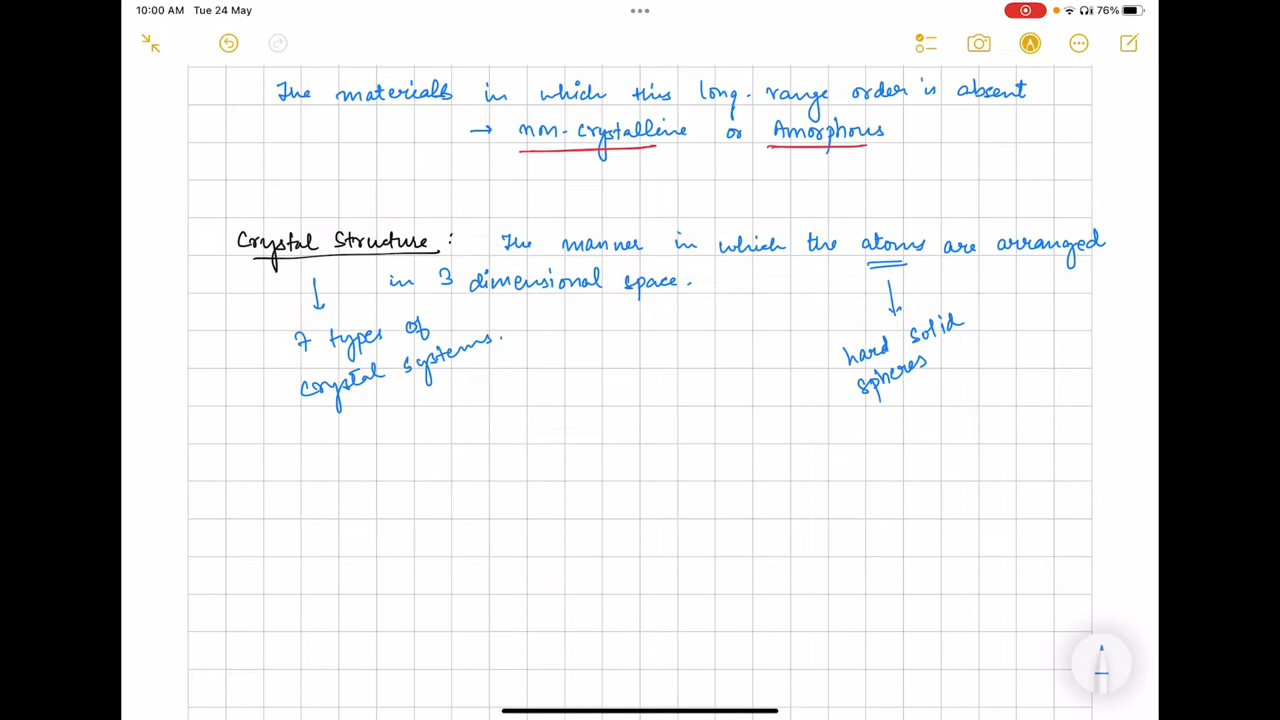 10:00 AM Tue 24 May
76%
The materials in which this long-range order is absent
→ non-crystalline or Amorphous
Crystal Structure : The manner in which the atoms are arranged
in 3 dimensional space.
7 types of
crystal systems.
hard solid
spheres